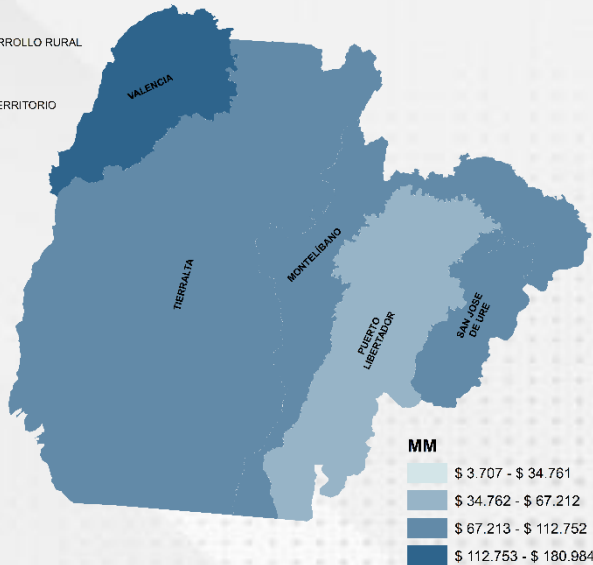 RROLLO RURAL
ERRITORIO
VALENCIA
TIERRALTA
MONTELÍBANO
PUERTO
LIBERTADOR
SAN JOSE
DE URE
MM
$ 3.707 - $ 34.761
$ 34.762 - $ 67.212
$ 67.213 - $ 112.752
$ 112.753 - $ 180.984